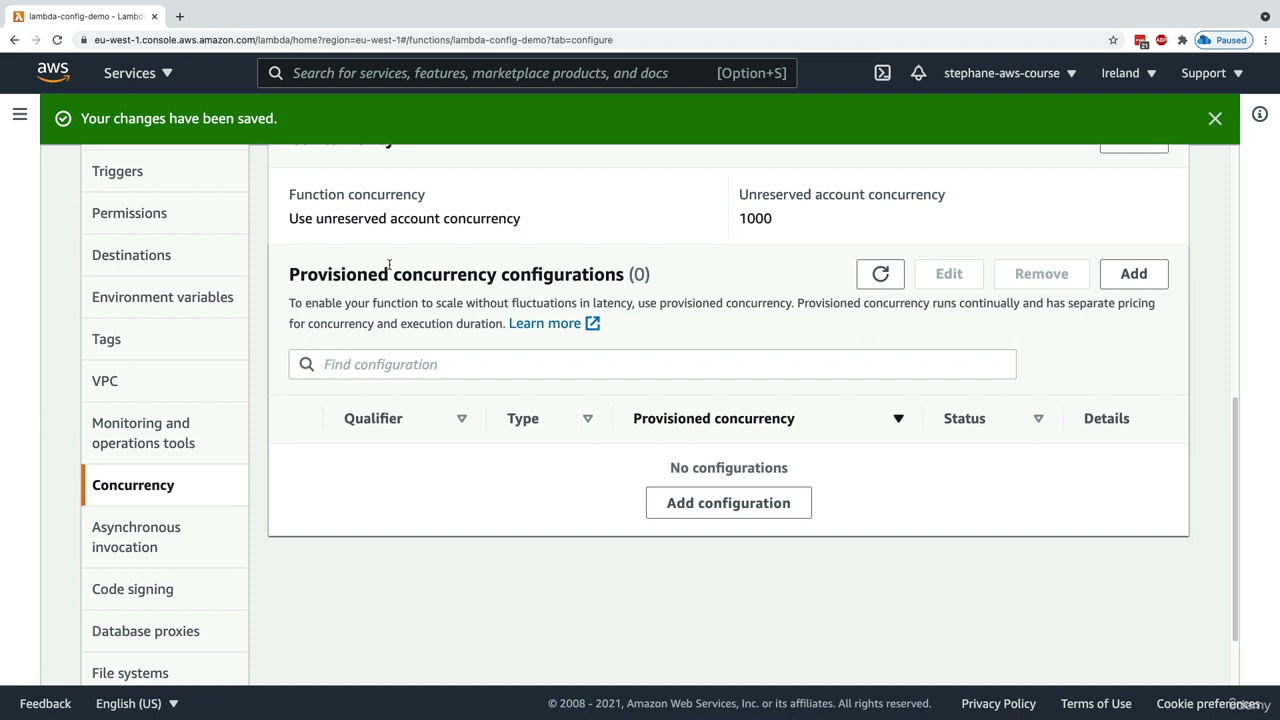 lambda-config-demo - Lambd
eu-west-1.console.aws.amazon.com/lambda/home?region=eu-west-1#/functions/lambda-config-demo?tab=configure
21
ABP
Paused
aws
Services
Search for services, features, marketplace products, and docs
[Option+S]
stephane-aws-course
Ireland
Support
Your changes have been saved.
Triggers
Permissions
Destinations
Environment variables
Tags
VPC
Monitoring and
operations tools
Concurrency
Asynchronous
invocation
Code signing
Database proxies
File systems
Function concurrency
Use unreserved account concurrency
Unreserved account concurrency
1000
Provisioned concurrency configurations (0)
Edit
Remove
Add
To enable your function to scale without fluctuations in latency, use provisioned concurrency. Provisioned concurrency runs continually and has separate pricing
for concurrency and execution duration. Learn more
Find configuration
Qualifier
Type
Provisioned concurrency
Status
Details
No configurations
Add configuration
Feedback
English (US)
© 2008 - 2021, Amazon Web Services, Inc. or its affiliates. All rights reserved.
Privacy Policy
Terms of Use
Cookie preferences
Udemy